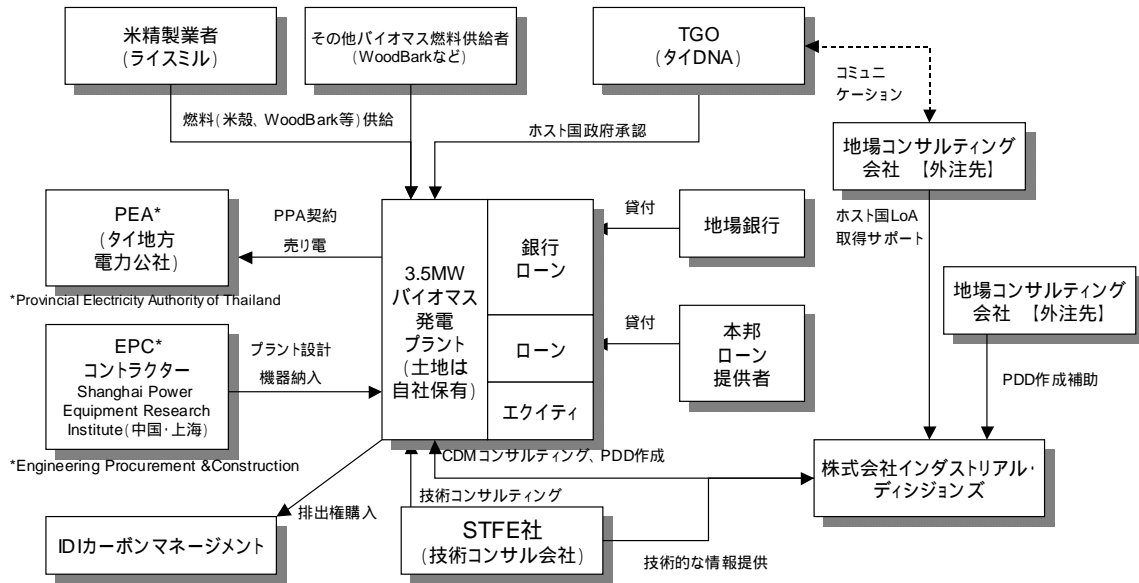 米精製業者
(ライスミル)
その他バイオマス燃料供給者
(WoodBarkなど)
TGO
(タイDNA)
コミュニ
ケーション
燃料(米殻、WoodBark等)供給
ホスト国政府承認
地場コンサルティング
会社 【外注先】
PEA*
(タイ地方
電力公社)
PPA契約
売り電
*Provincial Electricity Authority of Thailand
3.5MW
バイオマス
発電
プラント
(土地は
自社保有)
銀行
ローン
ローン
エクイティ
貸付
地場銀行
貸付
本邦
ローン
提供者
ホスト国LoA
取得サポート
地場コンサルティング
会社 【外注先】
PDD作成補助
EPC*
コントラクター
Shanghai Power
Equipment Research
Institute(中国・上海)
プラント設計
機器納入
*Engineering Procurement &Construction
CDMコンサルティング、PDD作成
技術コンサルティング
排出権購入
IDIカーボンマネージメント
STFE社
(技術コンサル会社)
技術的な情報提供
株式会社インダストリアル・
ディシジョンズ